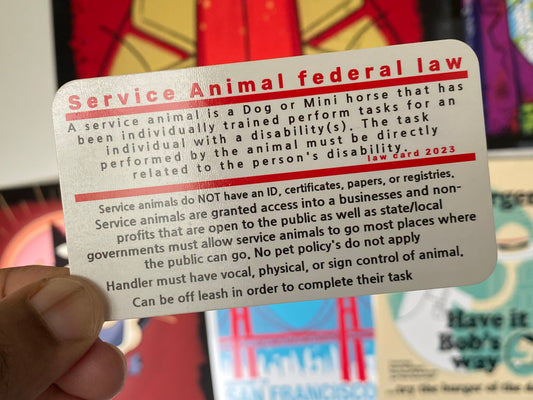 Service Animal federal law
A service animal is a Dog or Mini horse that has
been individually trained perform tasks for an
individual with a disability(s). The task
performed by the animal must be directly
related to the person's disability.
law card 2023
Service animals do NOT have an ID, certificates, papers, or registries.
Service animals are granted access into a businesses and non-
profits that are open to the public as well as state/local
governments must allow service animals to go most places where
the public can go. No pet policy's do not apply
Handler must have vocal, physical, or sign control of animal.
Can be off leash in order to complete their task
SAN FRANCISCO
Have it
Bob's
way